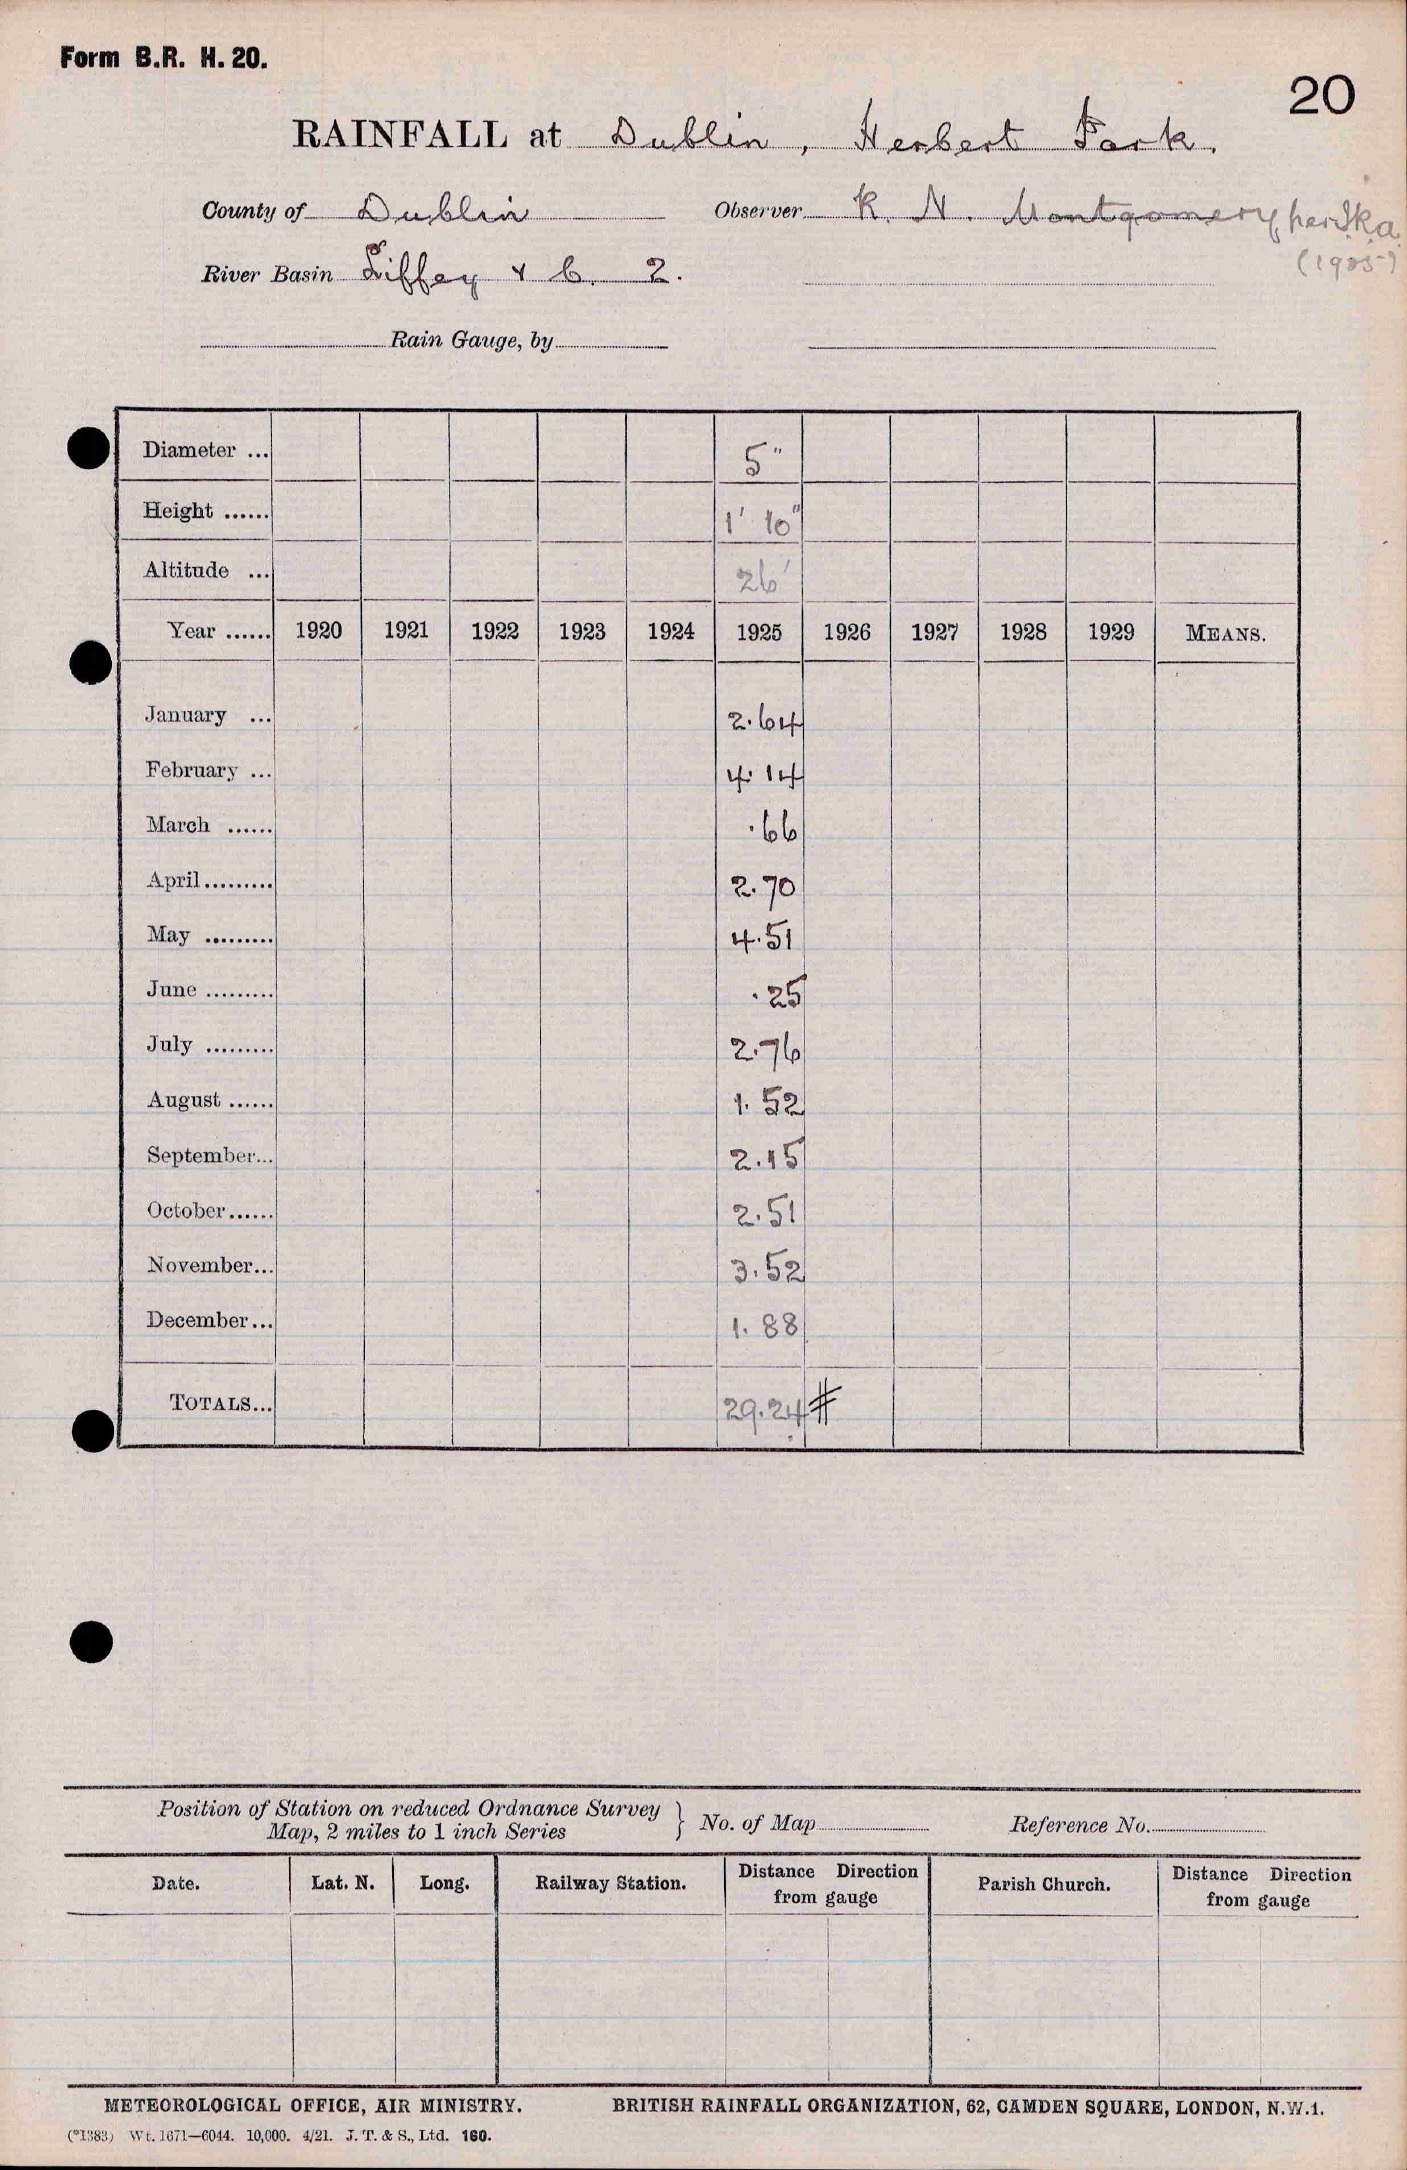 Form B.R. H. 20.
20
RAINFALL at Dublin, Herbert Park.
County of Dublin Observer R. N. Montgomery
(1925)
River Basin Liffey & C. 2.
Rain Gauge, by
Diameter ... 5"
Height ...... 1' 10"
Altitude ... 26'
Year ...... 1920 1921 1922 1923 1924 1925 1926 1927 1928 1929 MEANS.
January ... 2.64
February ... 4.14
March ...... .66
April ......... 2.70
May ......... 4.51
June ......... .25
July ......... 2.76
August ...... 1.52
September... 2.15
October ...... 2.51
November... 3.52
December... 1.88
TOTALS... 29.24 #
Position of Station on reduced Ordnance Survey
Map, 2 miles to 1 inch Series } No. of Map Reference No.
Date. Lat. N. Long. Railway Station. Distance Direction from gauge Parish Church. Distance Direction from gauge
METEOROLOGICAL OFFICE, AIR MINISTRY. BRITISH RAINFALL ORGANIZATION, 62, CAMDEN SQUARE, LONDON, N.W.1.
(*1383) Wt. 1671—6044. 10,000. 4/21. J. T. & S., Ltd. 160.